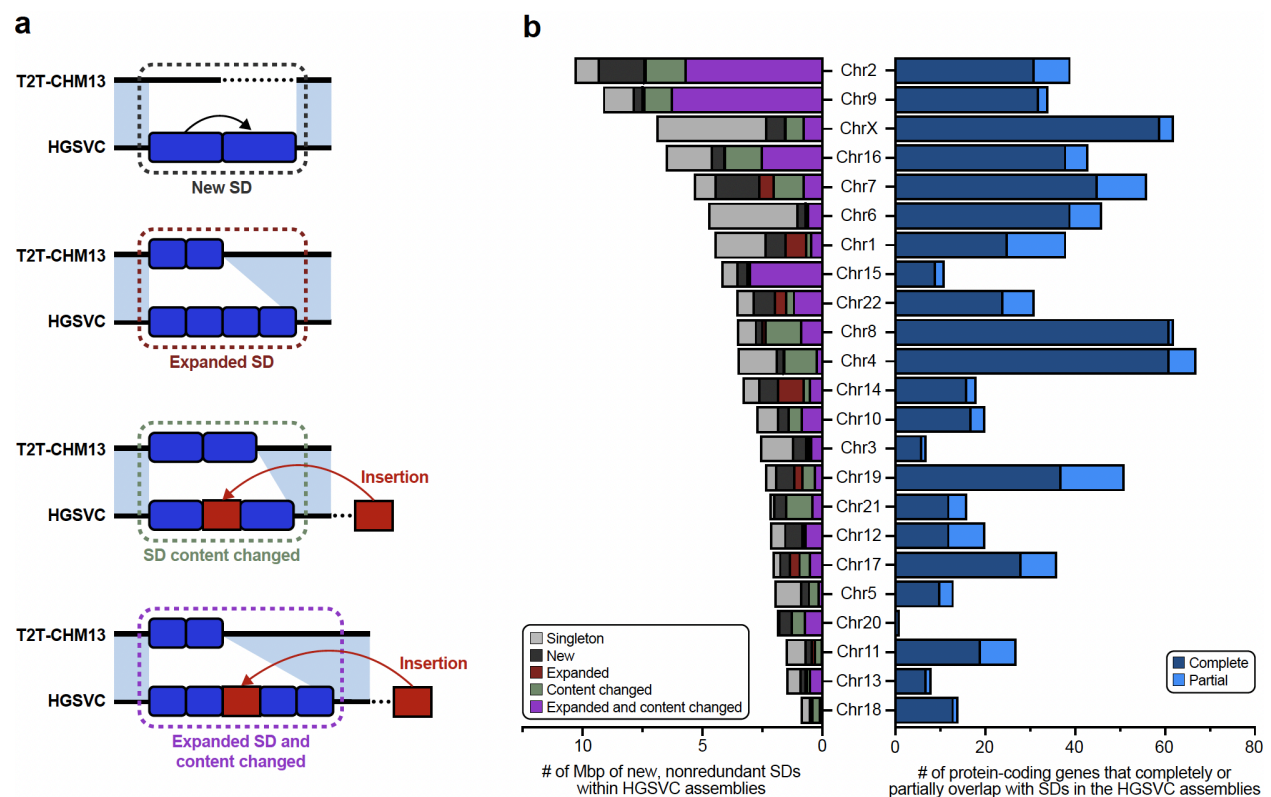 a
T2T-CHM13
HGSVC
New SD
T2T-CHM13
HGSVC
Expanded SD
T2T-CHM13
Insertion
HGSVC
SD content changed
T2T-CHM13
Insertion
HGSVC
Expanded SD and
content changed
b
Chr2
Chr9
ChrX
Chr16
Chr7
Chr6
Chr1
Chr15
Chr22
Chr8
Chr4
Chr14
Chr10
Chr3
Chr19
Chr21
Chr12
Chr17
Chr5
Chr20
Chr11
Chr13
Chr18
Singleton
New
Expanded
Content changed
Expanded and content changed
Complete
Partial
10 5 0
0 20 40 60 80
# of Mbp of new, nonredundant SDs
within HGSVC assemblies
# of protein-coding genes that completely or
partially overlap with SDs in the HGSVC assemblies